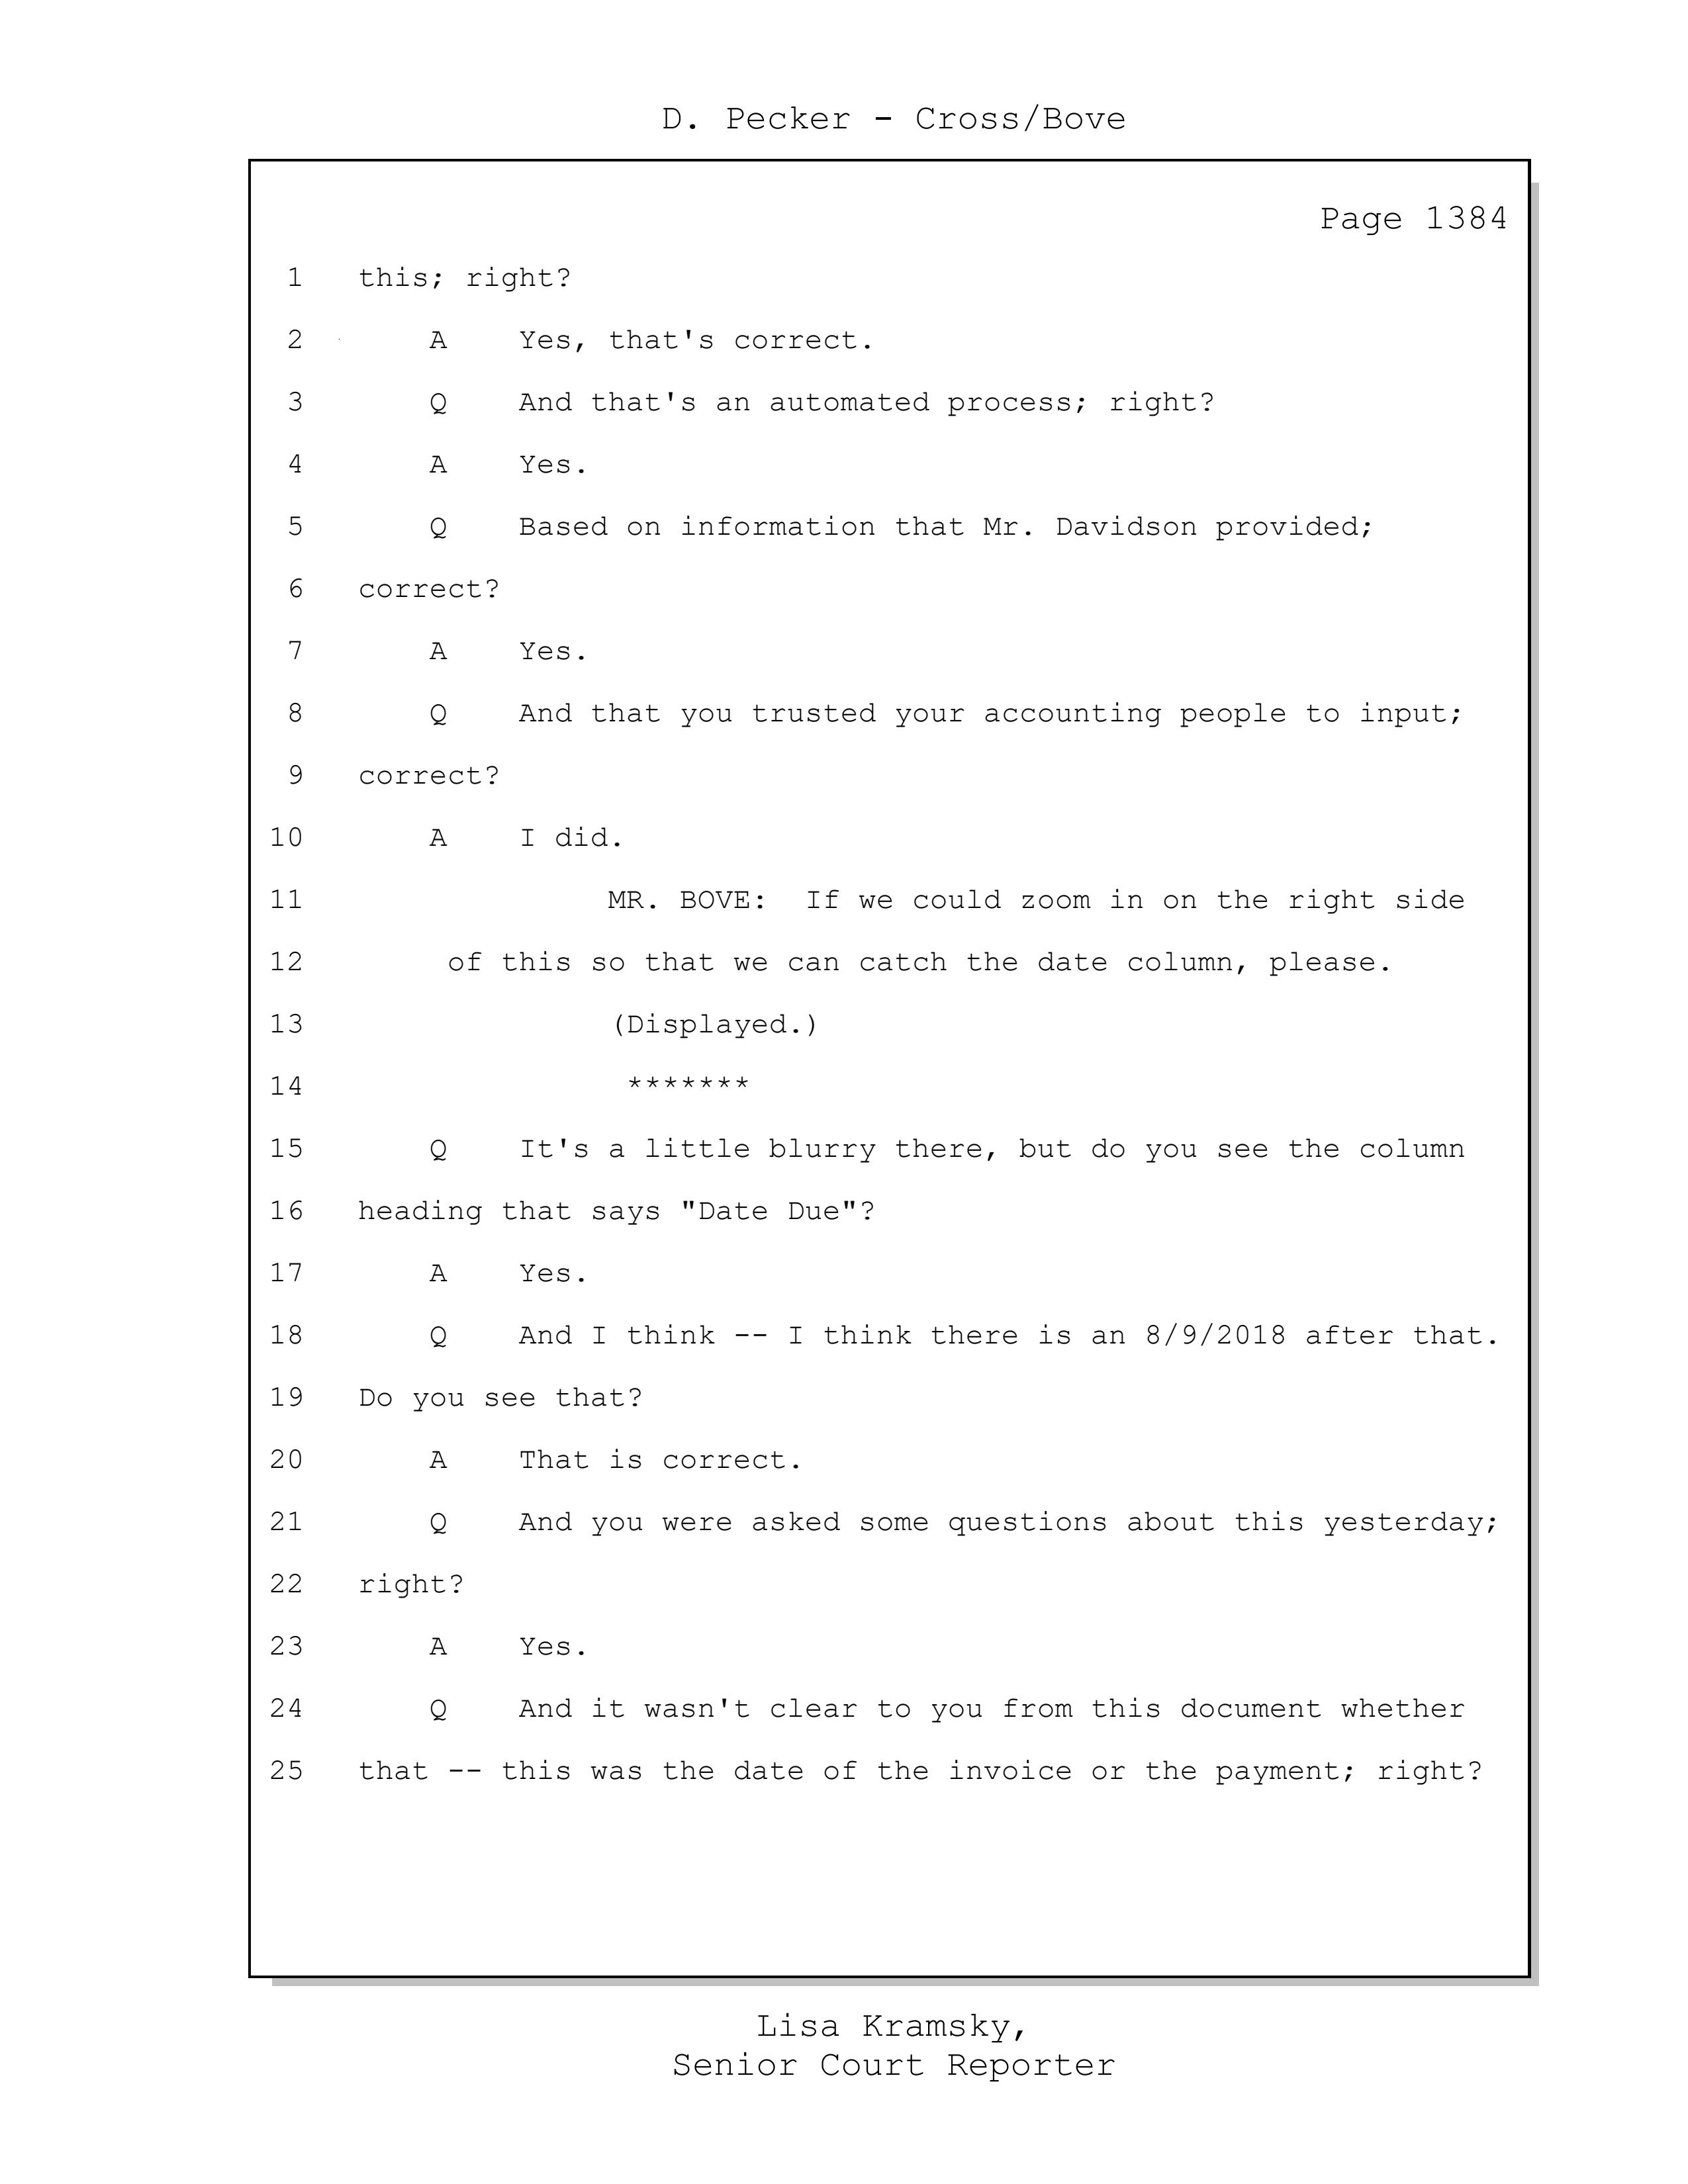 D. Pecker - Cross/Bove
Page 1384
1 this; right?
2 A Yes, that's correct.
3 Q And that's an automated process; right?
4 A Yes.
5 Q Based on information that Mr. Davidson provided;
6 correct?
7 A Yes.
8 Q And that you trusted your accounting people to input;
9 correct?
10 A I did.
11 MR. BOVE: If we could zoom in on the right side
12 of this so that we can catch the date column, please.
13 (Displayed.)
14 *******
15 Q It's a little blurry there, but do you see the column
16 heading that says "Date Due"?
17 A Yes.
18 Q And I think -- I think there is an 8/9/2018 after that.
19 Do you see that?
20 A That is correct.
21 Q And you were asked some questions about this yesterday;
22 right?
23 A Yes.
24 Q And it wasn't clear to you from this document whether
25 that -- this was the date of the invoice or the payment; right?
Lisa Kramsky,
Senior Court Reporter